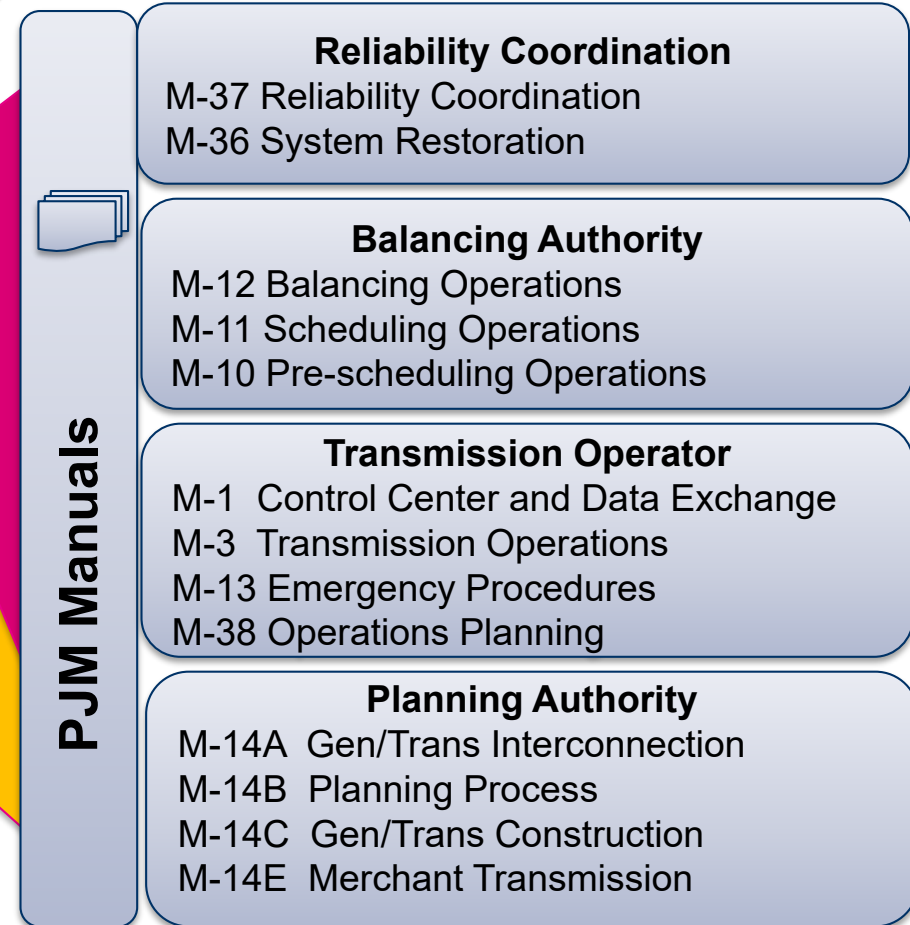 PJM Manuals
Reliability Coordination
M-37 Reliability Coordination
M-36 System Restoration
Balancing Authority
M-12 Balancing Operations
M-11 Scheduling Operations
M-10 Pre-scheduling Operations
Transmission Operator
M-1 Control Center and Data Exchange
M-3 Transmission Operations
M-13 Emergency Procedures
M-38 Operations Planning
Planning Authority
M-14A Gen/Trans Interconnection
M-14B Planning Process
M-14C Gen/Trans Construction
M-14E Merchant Transmission